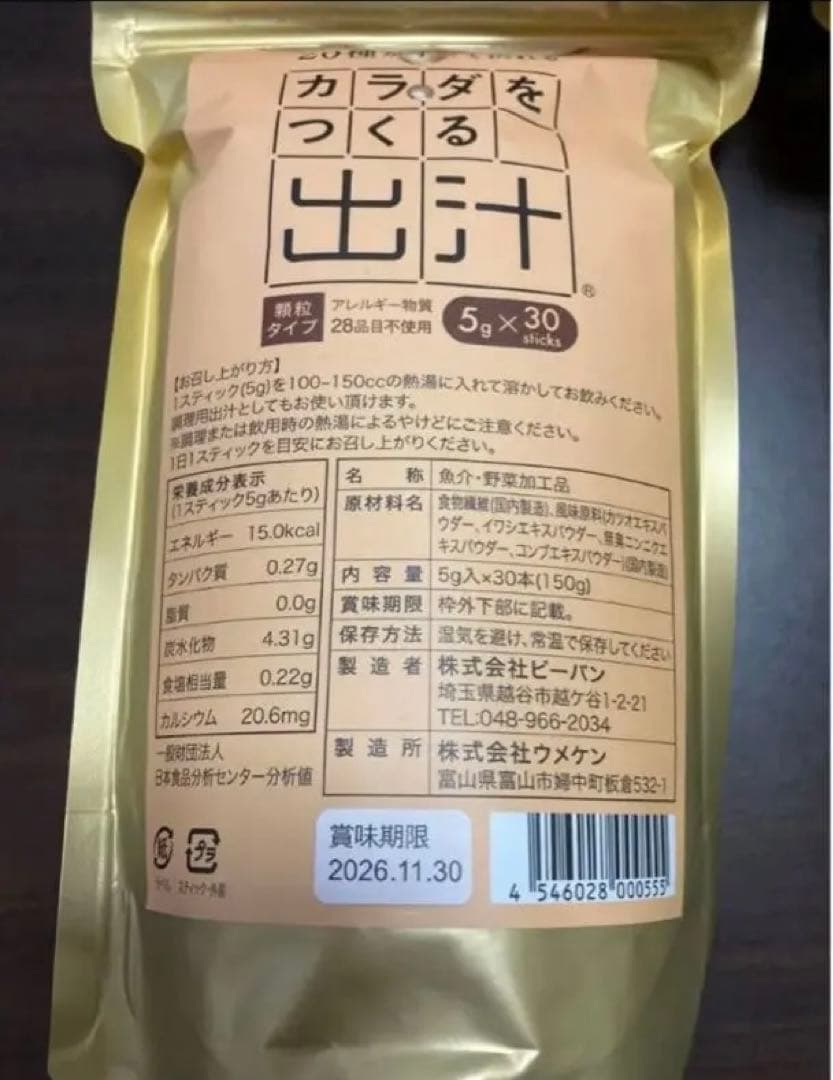 カラダを
つくる
出汁®
顆粒
タイプ
アレルギー物質
28品目不使用
5g×30
sticks
【お召し上がり方】
1スティック(5g)を100-150ccの熱湯に入れて溶かしてお飲みください。
調理用出汁としてもお使い頂けます。
※調理または飲用時の熱湯によるやけどにご注意ください。
1日1スティックを目安にお召し上がりください。
栄養成分表示
(1スティック5gあたり)
エネルギー 15.0kcal
タンパク質 0.27g
脂質 0.0g
炭水化物 4.31g
食塩相当量 0.22g
カルシウム 20.6mg
一般財団法人
日本食品分析センター分析値
名称 魚介・野菜加工品
原材料名 食物繊維(国内製造)、風味原料(カツオエキスパ
ウダー、イワシエキスパウダー、無臭ニンニクエ
キスパウダー、コンブエキスパウダー)(国内製造)
内容量 5g入×30本(150g)
賞味期限 枠外下部に記載。
保存方法 湿気を避け、常温で保存してください
製造者 株式会社ビーバン
埼玉県越谷市越ケ谷1-2-21
TEL:048-966-2034
製造所 株式会社ウメケン
富山県富山市婦中町板倉532-1
紙
プラ
ラベル スティック・外袋
賞味期限
2026.11.30
4 546028 000555